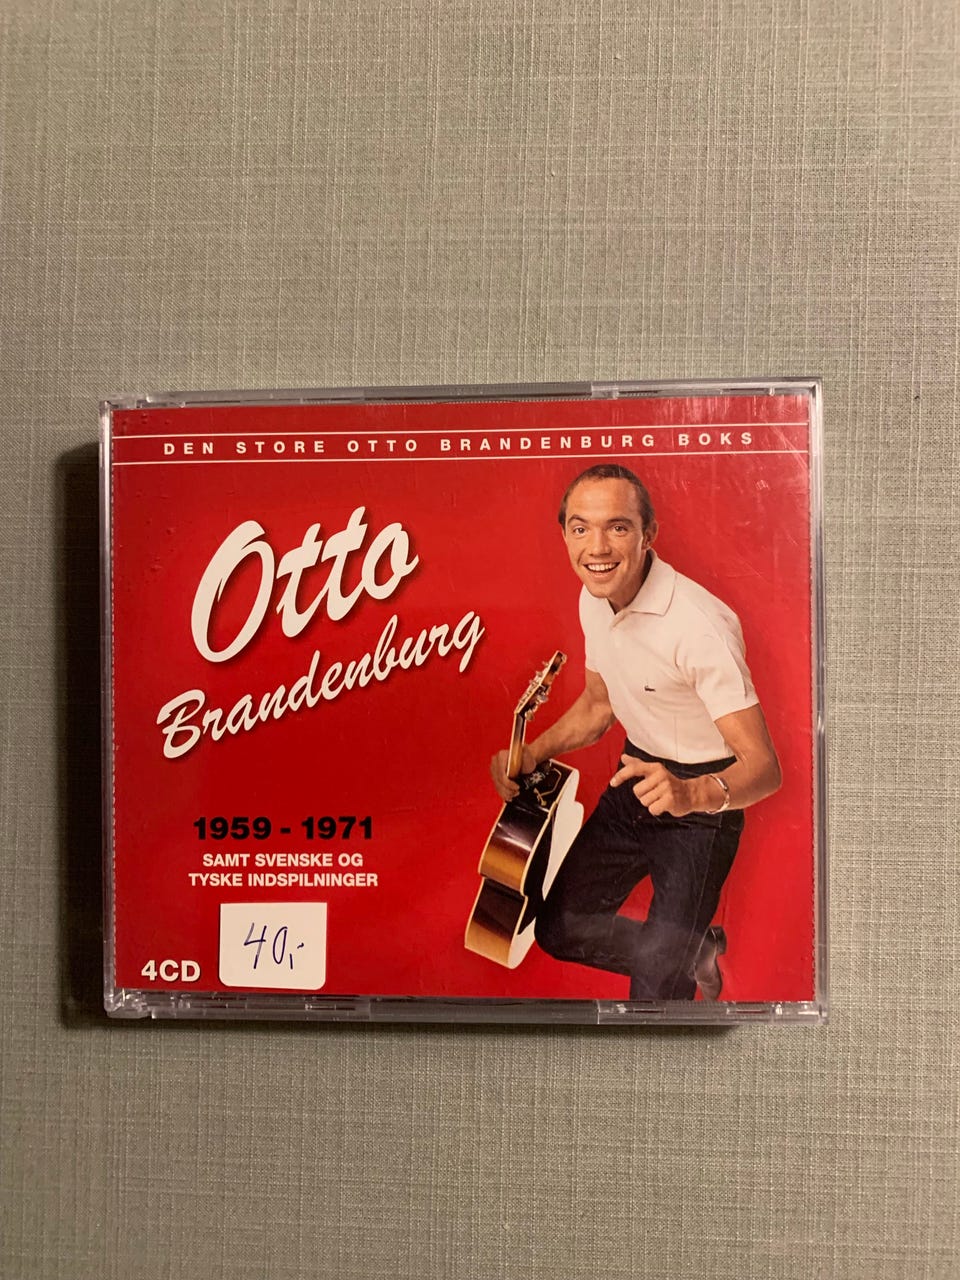 DEN STORE OTTO BRANDENBURG BOKS
Otto
Brandenburg
1959 - 1971
SAMT SVENSKE OG
TYSKE INDSPILNINGER
40,-
4CD